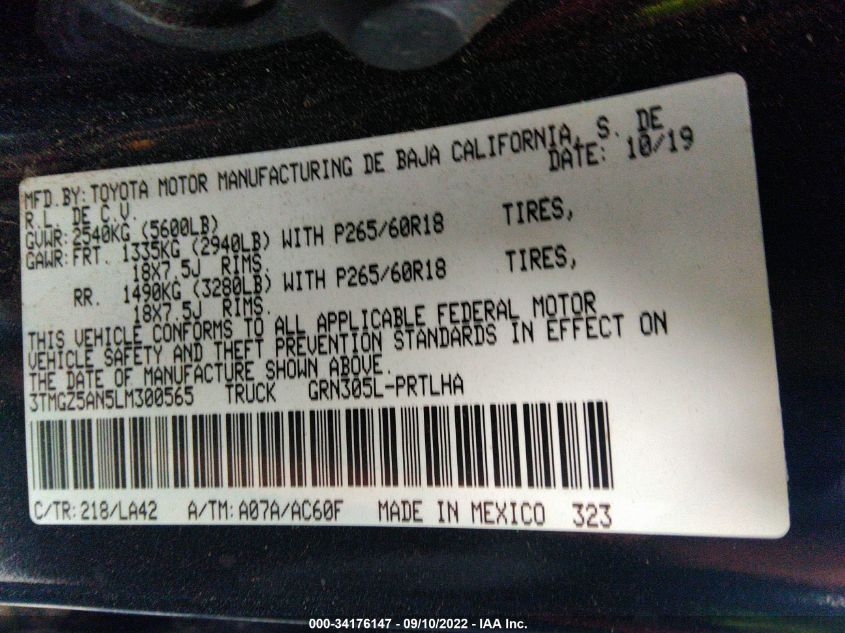 MFD.BY: TOYOTA MOTOR MANUFACTURING DE BAJA CALIFORNIA, S. DE
R.L. DE C.V. DATE: 10/19
GVWR: 2540KG (5600LB)
GAWR: FRT. 1335KG (2940LB) WITH P265/60R18 TIRES,
18X7.5J RIMS.
RR. 1490KG (3280LB) WITH P265/60R18 TIRES,
18X7.5J RIMS.
THIS VEHICLE CONFORMS TO ALL APPLICABLE FEDERAL MOTOR
VEHICLE SAFETY AND THEFT PREVENTION STANDARDS IN EFFECT ON
THE DATE OF MANUFACTURE SHOWN ABOVE.
3TMGZ5AN5LM300565 TRUCK GRN305L-PRTLHA
C/TR: 218/LA42 A/TM: A07A/AC60F MADE IN MEXICO 323
000-34176147 - 09/10/2022 - IAA Inc.